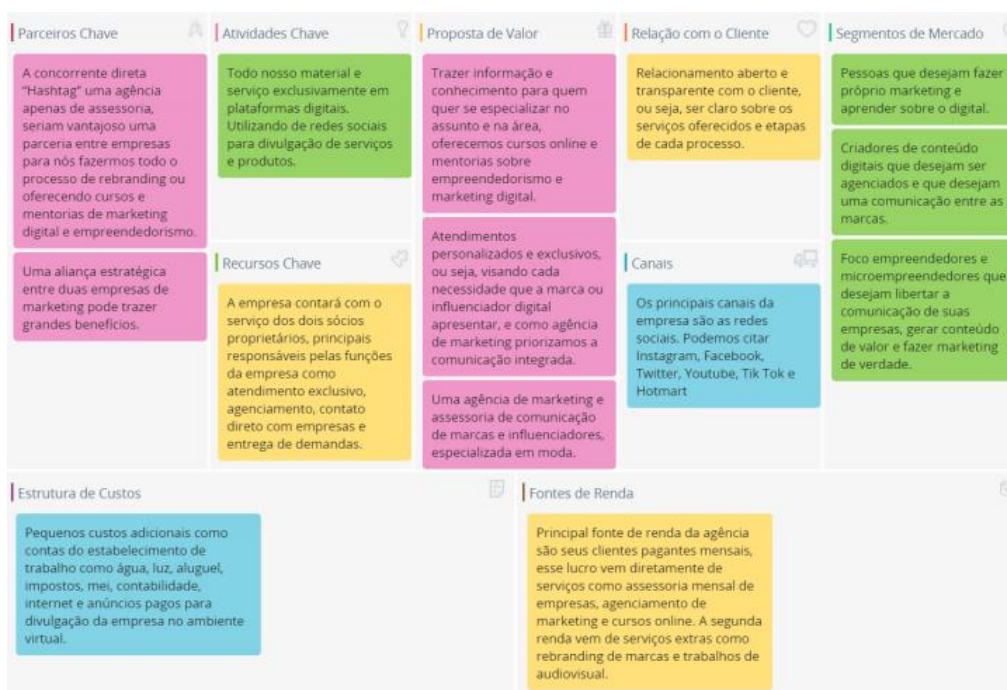 Parceiros Chave
A concorrente direta
"Hashtag" uma agência
apenas de assessoria,
seriam vantajoso uma
parceria entre empresas
para nós fazermos todo o
processo de rebranding ou
oferecendo cursos e
mentorias de marketing
digital e empreendedorismo.
Uma aliança estratégica
entre duas empresas de
marketing pode trazer
grandes benefícios.
Atividades Chave
Todo nosso material e
serviço exclusivamente em
plataformas digitais.
Utilizando de redes sociais
para divulgação de serviços
e produtos.
Recursos Chave
A empresa contará com o
serviço dos dois sócios
proprietários, principais
responsáveis pelas funções
da empresa como
atendimento exclusivo,
agenciamento, contato
direto com empresas e
entrega de demandas.
Proposta de Valor
Trazer informação e
conhecimento para quem
quer se especializar no
assunto e na área,
oferecemos cursos online e
mentorias sobre
empreendedorismo e
marketing digital.
Atendimentos
personalizados e exclusivos,
ou seja, visando cada
necessidade que a marca ou
influenciador digital
apresentar, e como agência
de marketing priorizamos a
comunicação integrada.
Uma agência de marketing e
assessoria de comunicação
de marcas e influenciadores,
especializada em moda.
Relação com o Cliente
Relacionamento aberto e
transparente com o cliente,
ou seja, ser claro sobre os
serviços oferecidos e etapas
de cada processo.
Canais
Os principais canais da
empresa são as redes
sociais. Podemos citar
Instagram, Facebook,
Twitter, Youtube, Tik Tok e
Hotmart
Segmentos de Mercado
Pessoas que desejam fazer
próprio marketing e
aprender sobre o digital.
Criadores de conteúdo
digitais que desejam ser
agenciados e que desejam
uma comunicação entre as
marcas.
Foco empreendedores e
microempreendedores que
desejam libertar a
comunicação de suas
empresas, gerar conteúdo
de valor e fazer marketing
de verdade.
Estrutura de Custos
Pequenos custos adicionais como
contas do estabelecimento de
trabalho como água, luz, aluguel,
impostos, mei, contabilidade,
internet e anúncios pagos para
divulgação da empresa no ambiente
virtual.
Fontes de Renda
Principal fonte de renda da agência
são seus clientes pagantes mensais,
esse lucro vem diretamente de
serviços como assessoria mensal de
empresas, agenciamento de
marketing e cursos online. A segunda
renda vem de serviços extras como
rebranding de marcas e trabalhos de
audiovisual.